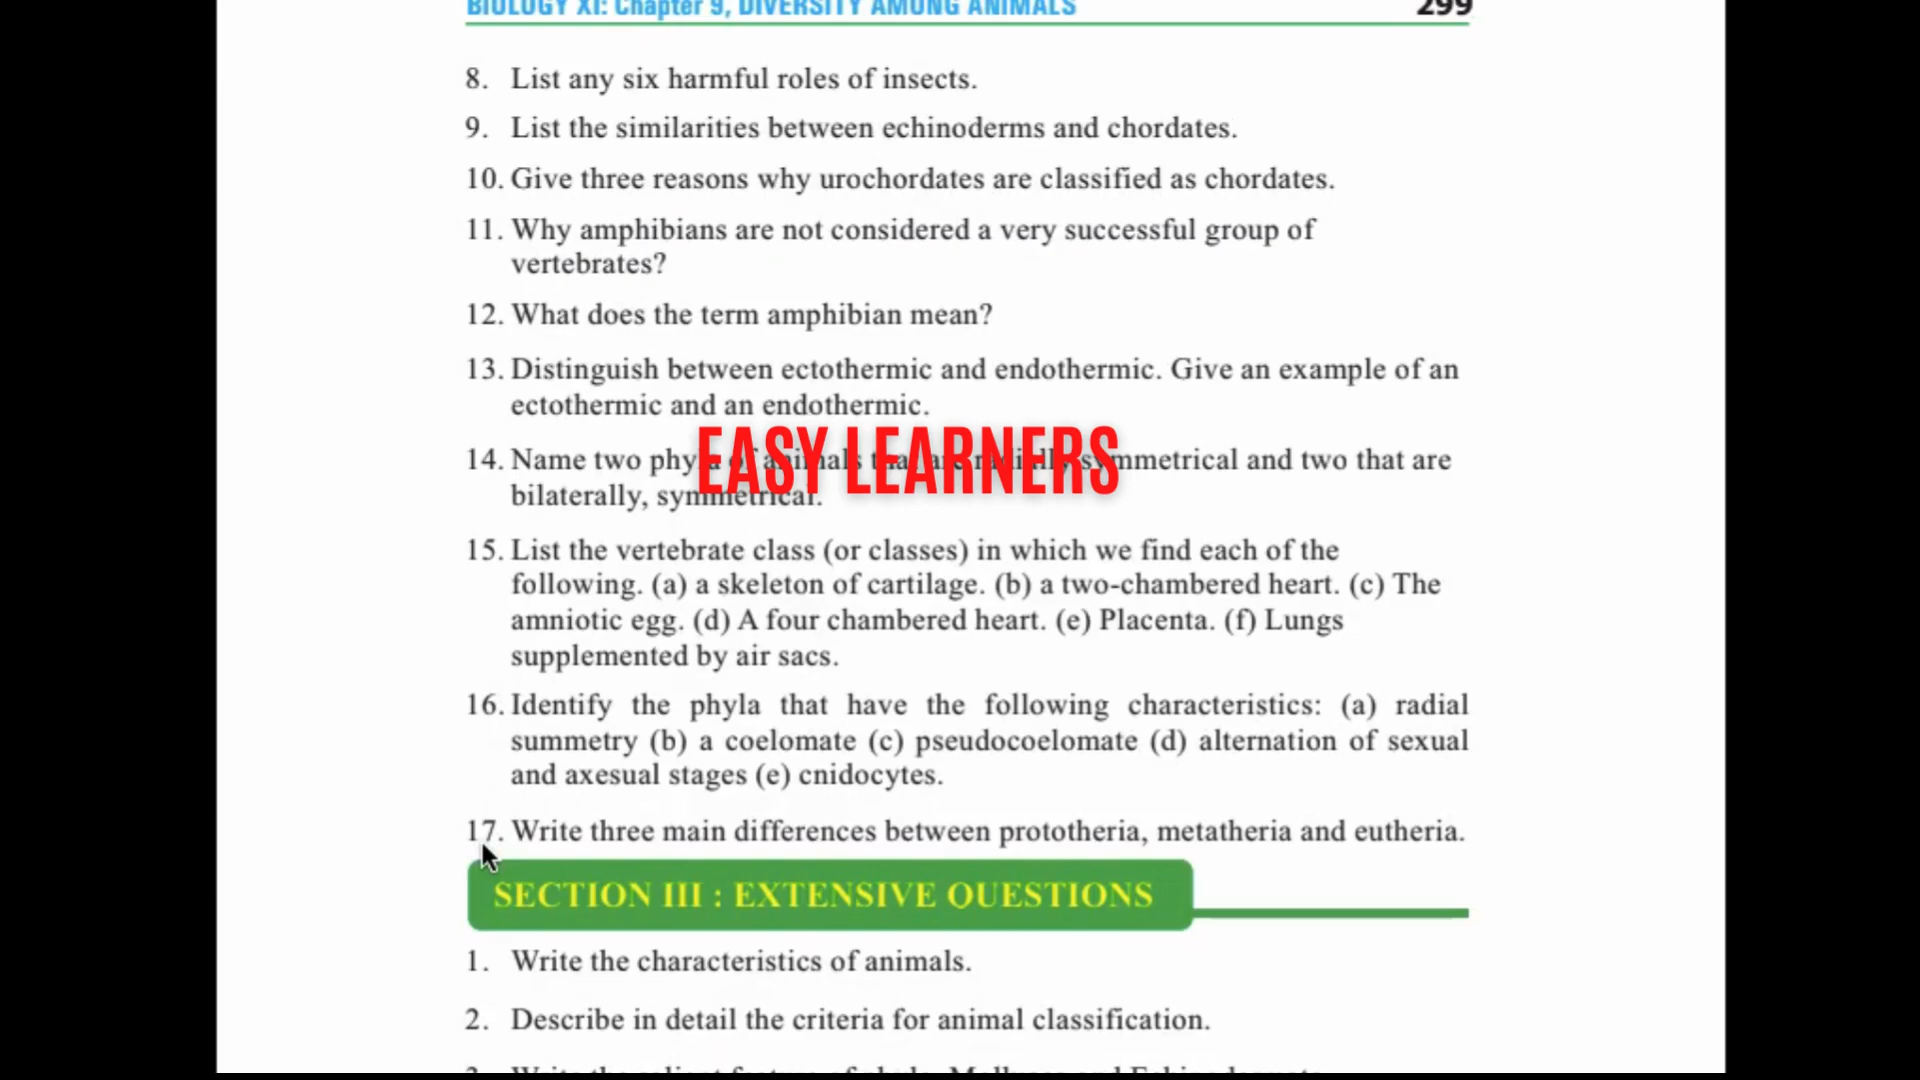 BIOLOGY XI: Chapter 9, DIVERSITY AMONG ANIMALS 299
8. List any six harmful roles of insects.
9. List the similarities between echinoderms and chordates.
10. Give three reasons why urochordates are classified as chordates.
11. Why amphibians are not considered a very successful group of
vertebrates?
12. What does the term amphibian mean?
13. Distinguish between ectothermic and endothermic. Give an example of an
ectothermic and an endothermic.
EASY LEARNERS
14. Name two phyla of animals that are radially symmetrical and two that are
bilaterally, symmetrical.
15. List the vertebrate class (or classes) in which we find each of the
following. (a) a skeleton of cartilage. (b) a two-chambered heart. (c) The
amniotic egg. (d) A four chambered heart. (e) Placenta. (f) Lungs
supplemented by air sacs.
16. Identify the phyla that have the following characteristics: (a) radial
summetry (b) a coelomate (c) pseudocoelomate (d) alternation of sexual
and axesual stages (e) cnidocytes.
17. Write three main differences between prototheria, metatheria and eutheria.
SECTION III : EXTENSIVE QUESTIONS
1. Write the characteristics of animals.
2. Describe in detail the criteria for animal classification.